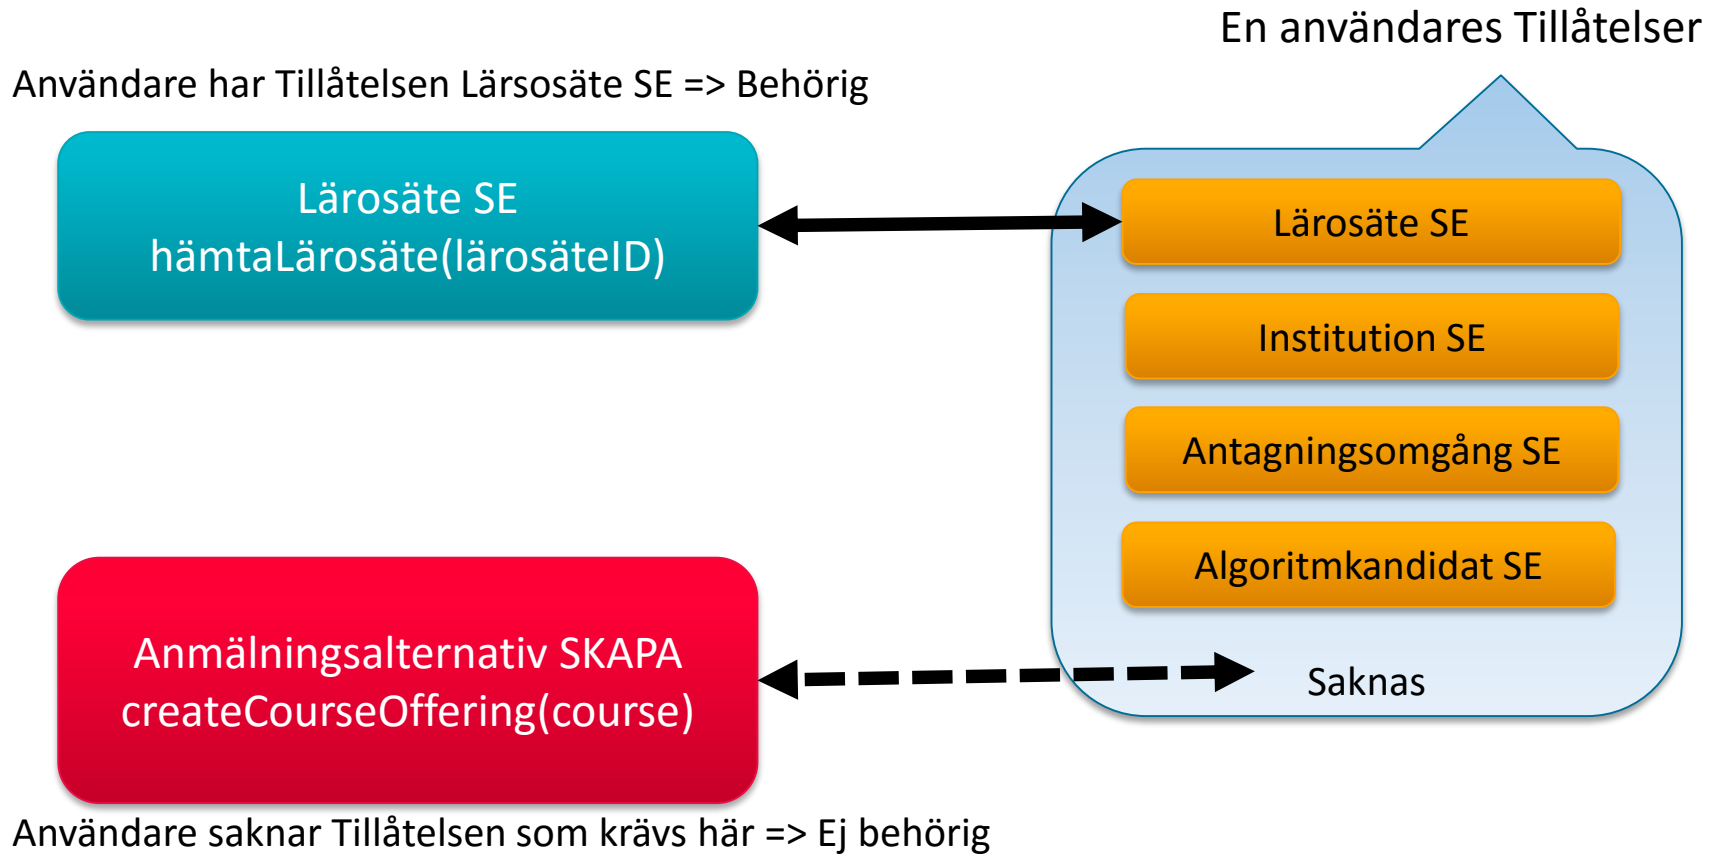 En användares Tillåtelser
Användare har Tillåtelsen Lärsosäte SE => Behörig
Lärosäte SE
hämtaLärosäte(lärosäteID)
Lärosäte SE
Institution SE
Antagningsomgång SE
Algoritmkandidat SE
Saknas
Anmälningsalternativ SKAPA
createCourseOffering(course)
Användare saknar Tillåtelsen som krävs här => Ej behörig